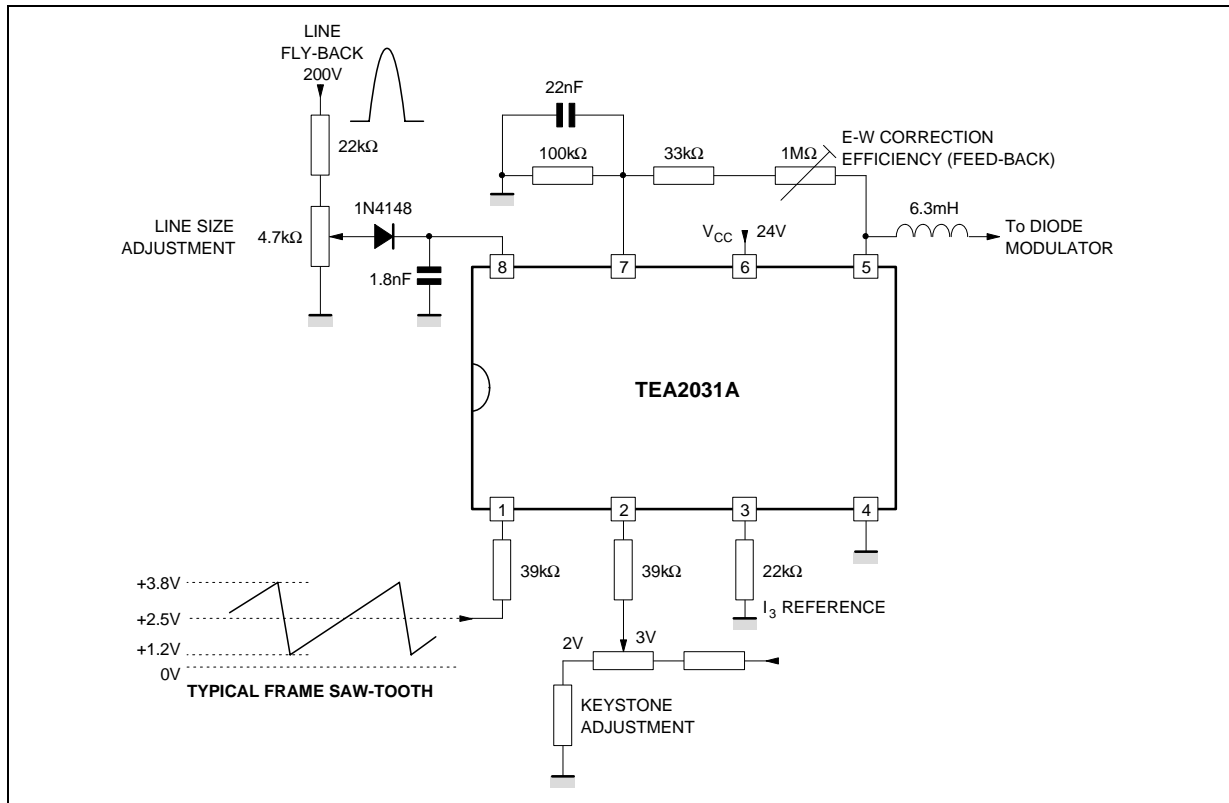 LINE
FLY-BACK
200V
22kΩ
LINE SIZE
ADJUSTMENT
4.7kΩ
1N4148
1.8nF
22nF
100kΩ
33kΩ
1MΩ
E-W CORRECTION
EFFICIENCY (FEED-BACK)
6.3mH
To DIODE
MODULATOR
VCC 24V
8 7 6 5
TEA2031A
1 2 3 4
39kΩ
39kΩ
22kΩ
I3 REFERENCE
+3.8V
+2.5V
+1.2V
0V
TYPICAL FRAME SAW-TOOTH
2V 3V
KEYSTONE
ADJUSTMENT